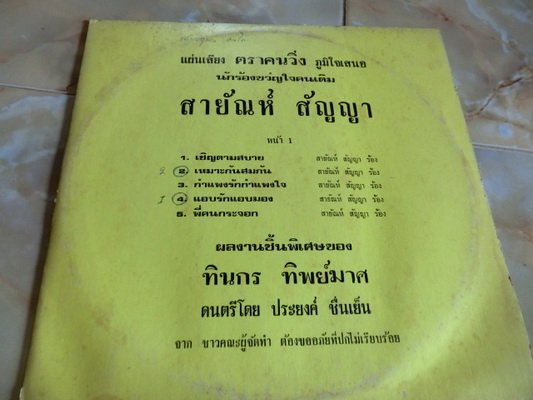 แผ่นเสียง ตราคนวิ่ง ภูมิใจเสนอ
นักร้องขวัญใจคนเดิม
สายัณห์ สัญญา
หน้า 1
1. เชิญตามสบาย สายัณห์ สัญญา ร้อง
2 2. เหมาะกันสมกัน สายัณห์ สัญญา ร้อง
3. กำแพงรักกำแพงใจ สายัณห์ สัญญา ร้อง
1 4. แอบรักแอบมอง สายัณห์ สัญญา ร้อง
5. พี่คนกระจอก สายัณห์ สัญญา ร้อง
ผลงานชิ้นพิเศษของ
ทินกร ทิพย์มาศ
ดนตรีโดย ประยงค์ ชื่นเย็น
จาก ชาวคณะผู้จัดทำ ต้องขออภัยที่ปกไม่เรียบร้อย